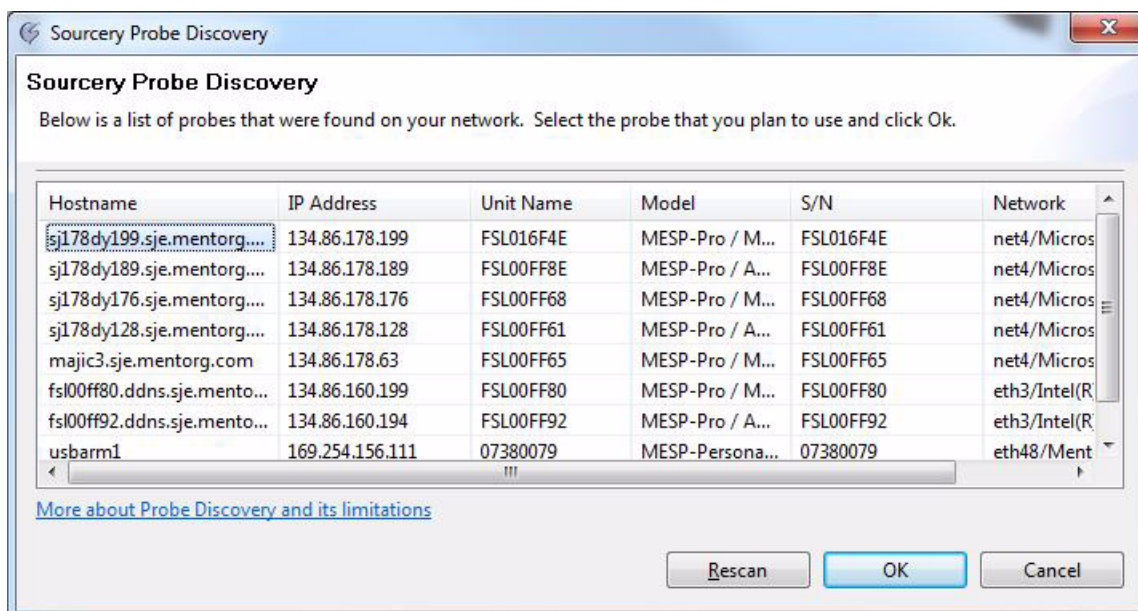 Sourcery Probe Discovery
Sourcery Probe Discovery
Below is a list of probes that were found on your network. Select the probe that you plan to use and click Ok.
Hostname IP Address Unit Name Model S/N Network
sj178dy199.sje.mentorg.... 134.86.178.199 FSL016F4E MESP-Pro / M... FSL016F4E net4/Micros
sj178dy189.sje.mentorg.... 134.86.178.189 FSL00FF8E MESP-Pro / A... FSL00FF8E net4/Micros
sj178dy176.sje.mentorg.... 134.86.178.176 FSL00FF68 MESP-Pro / M... FSL00FF68 net4/Micros
sj178dy128.sje.mentorg.... 134.86.178.128 FSL00FF61 MESP-Pro / A... FSL00FF61 net4/Micros
majic3.sje.mentorg.com 134.86.178.63 FSL00FF65 MESP-Pro / M... FSL00FF65 net4/Micros
fsl00ff80.ddns.sje.mento... 134.86.160.199 FSL00FF80 MESP-Pro / M... FSL00FF80 eth3/Intel(R
fsl00ff92.ddns.sje.mento... 134.86.160.194 FSL00FF92 MESP-Pro / A... FSL00FF92 eth3/Intel(R
usbarm1 169.254.156.111 07380079 MESP-Persona... 07380079 eth48/Ment
More about Probe Discovery and its limitations
Rescan OK Cancel